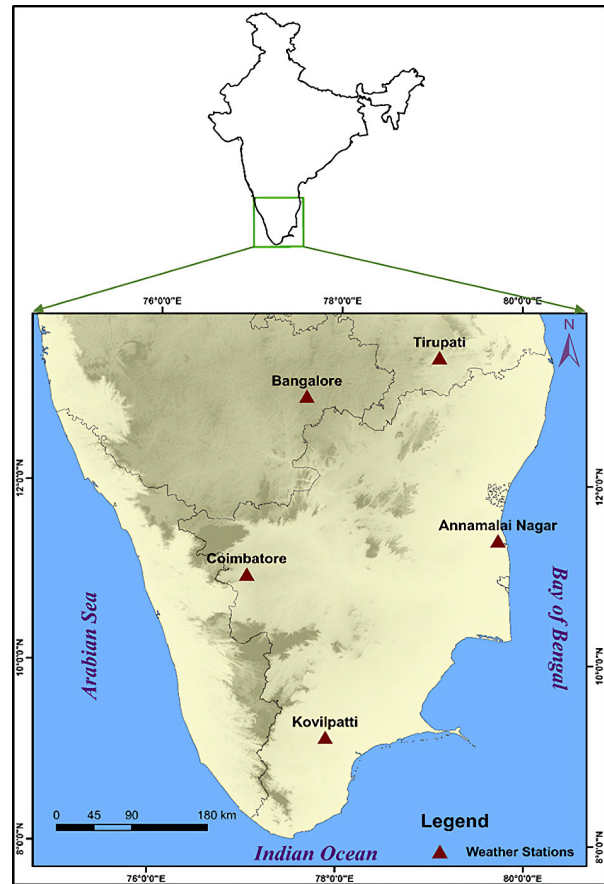 76°0'0"E 78°0'0"E 80°0'0"E
N
Tirupati
Bangalore
12°0'0"N 12°0'0"N
Annamalai Nagar
Coimbatore
Arabian Sea
Bay of Bengal
10°0'0"N 10°0'0"N
Kovilpatti
0 45 90 180 km
Legend
Weather Stations
8°0'0"N 8°0'0"N
Indian Ocean
76°0'0"E 78°0'0"E 80°0'0"E